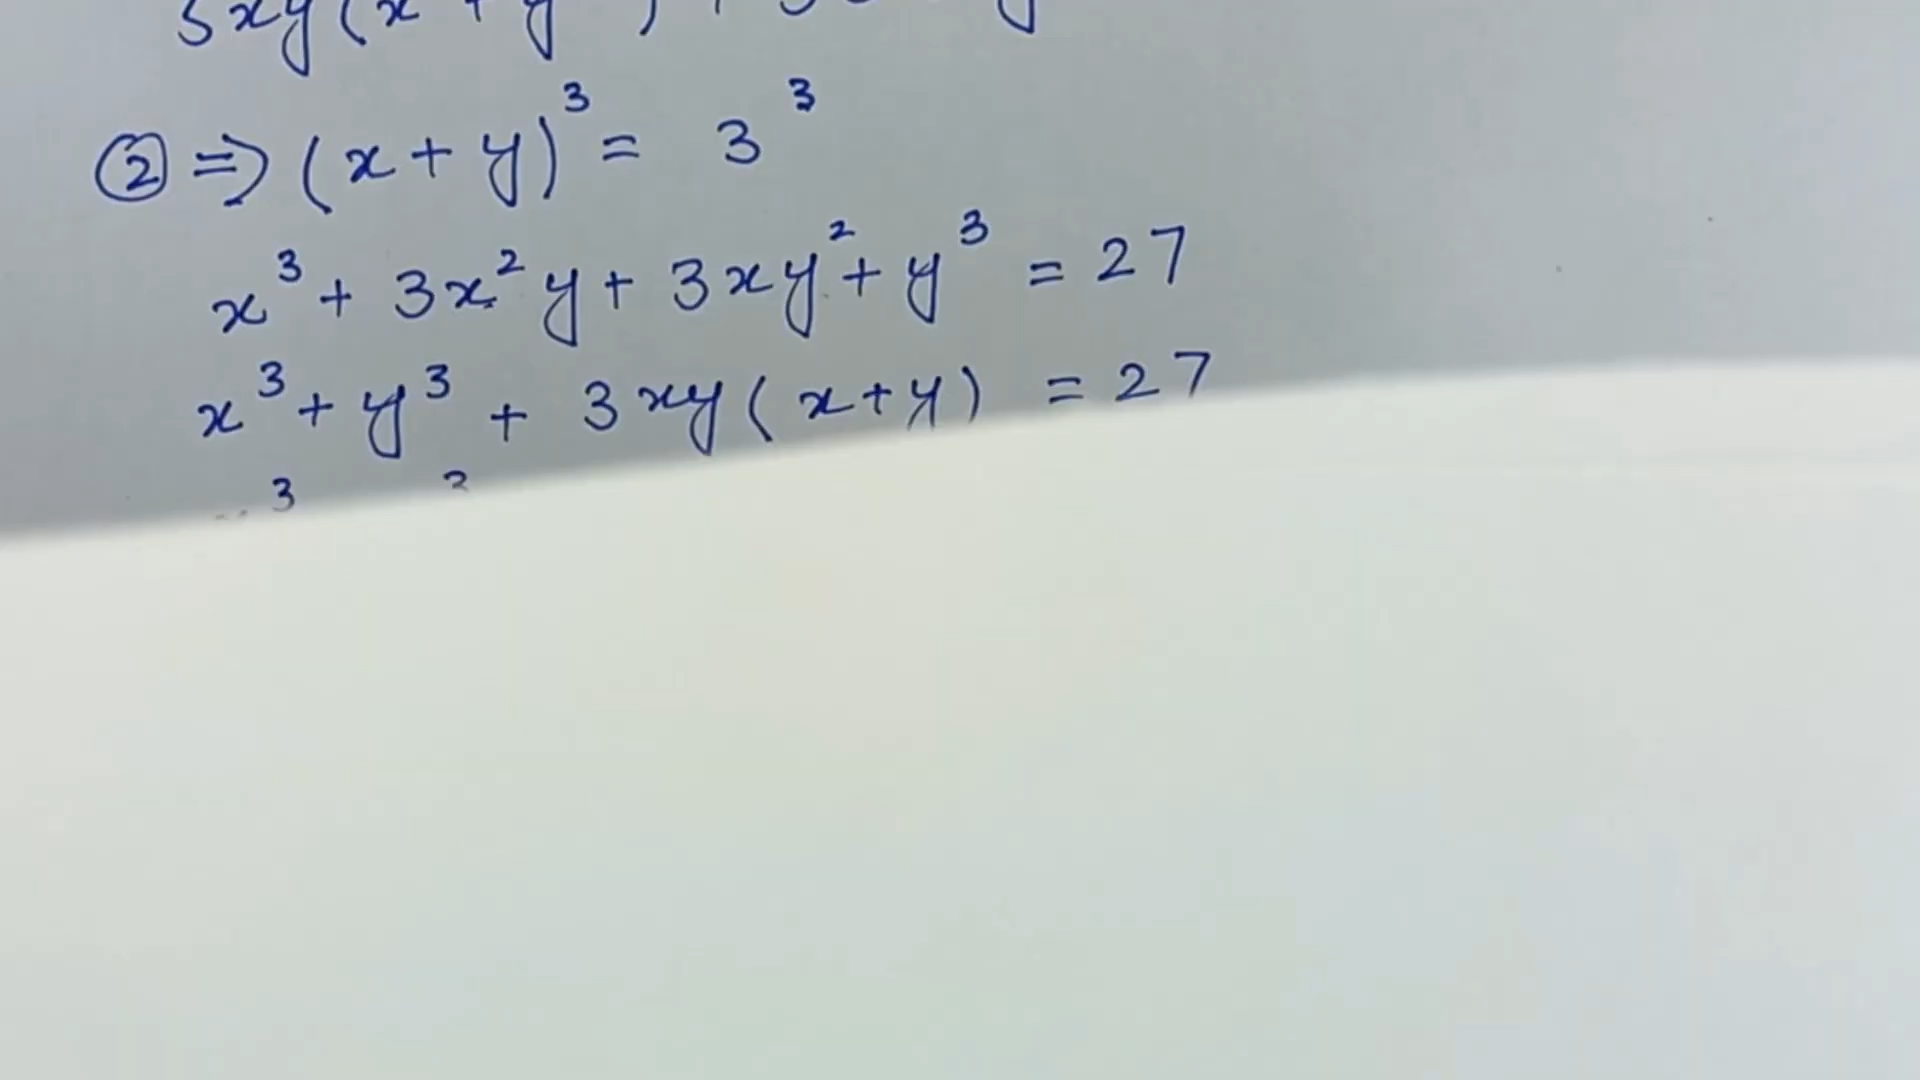 ② ⇒ (x + y)³ = 3³
x³ + 3x²y + 3xy² + y³ = 27
x³ + y³ + 3xy(x+y) = 27